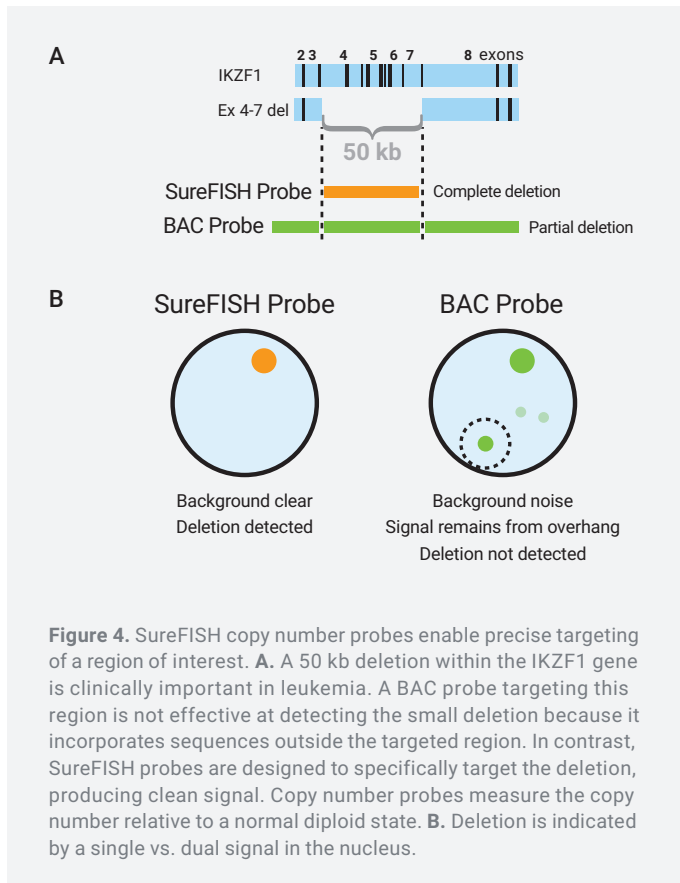 A
2 3 4 5 6 7 8 exons
IKZF1
Ex 4-7 del
50 kb
SureFISH Probe
Complete deletion
BAC Probe
Partial deletion
B
SureFISH Probe
BAC Probe
Background clear
Deletion detected
Background noise
Signal remains from overhang
Deletion not detected
Figure 4. SureFISH copy number probes enable precise targeting
of a region of interest. A. A 50 kb deletion within the IKZF1 gene
is clinically important in leukemia. A BAC probe targeting this
region is not effective at detecting the small deletion because it
incorporates sequences outside the targeted region. In contrast,
SureFISH probes are designed to specifically target the deletion,
producing clean signal. Copy number probes measure the copy
number relative to a normal diploid state. B. Deletion is indicated
by a single vs. dual signal in the nucleus.